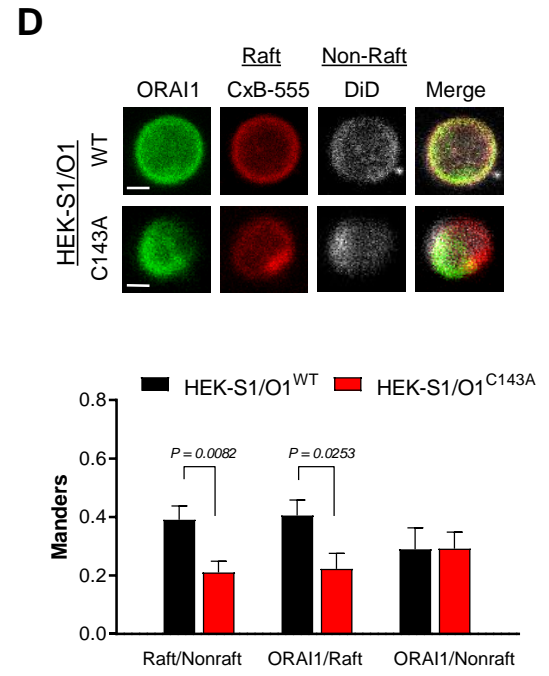 D
Raft Non-Raft
ORAI1 CxB-555 DiD Merge
HEK-S1/O1
WT
C143A
HEK-S1/O1WT HEK-S1/O1C143A
Manders
0.8
0.6
0.4
0.2
0.0
P = 0.0082 P = 0.0253
Raft/Nonraft ORAI1/Raft ORAI1/Nonraft